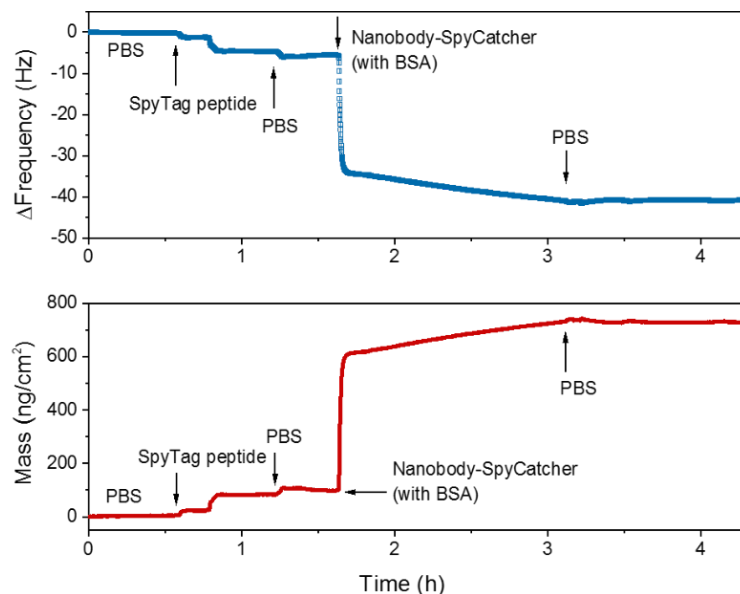 0
-10
-20
-30
-40
-50
ΔFrequency (Hz)
PBS
SpyTag peptide
PBS
Nanobody-SpyCatcher
(with BSA)
PBS
0 1 2 3 4
800
600
400
200
0
Mass (ng/cm²)
PBS
SpyTag peptide
PBS
Nanobody-SpyCatcher
(with BSA)
PBS
0 1 2 3 4
Time (h)